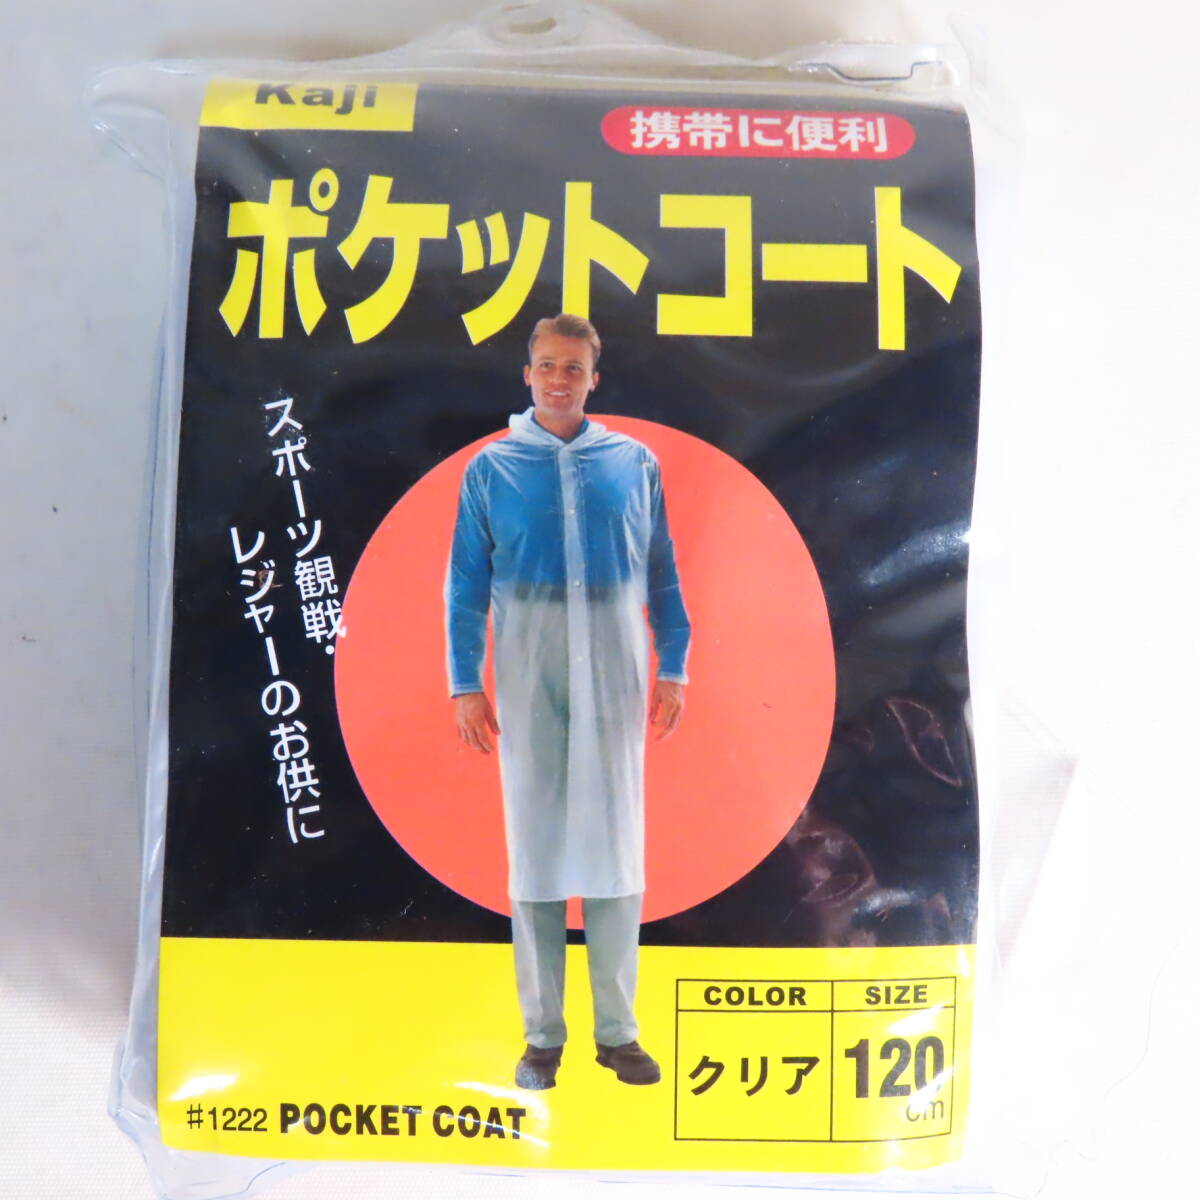 Kaji
携帯に便利
ポケットコート
スポーツ観戦・
レジャーのお供に
COLOR SIZE
クリア 120
cm
#1222 POCKET COAT